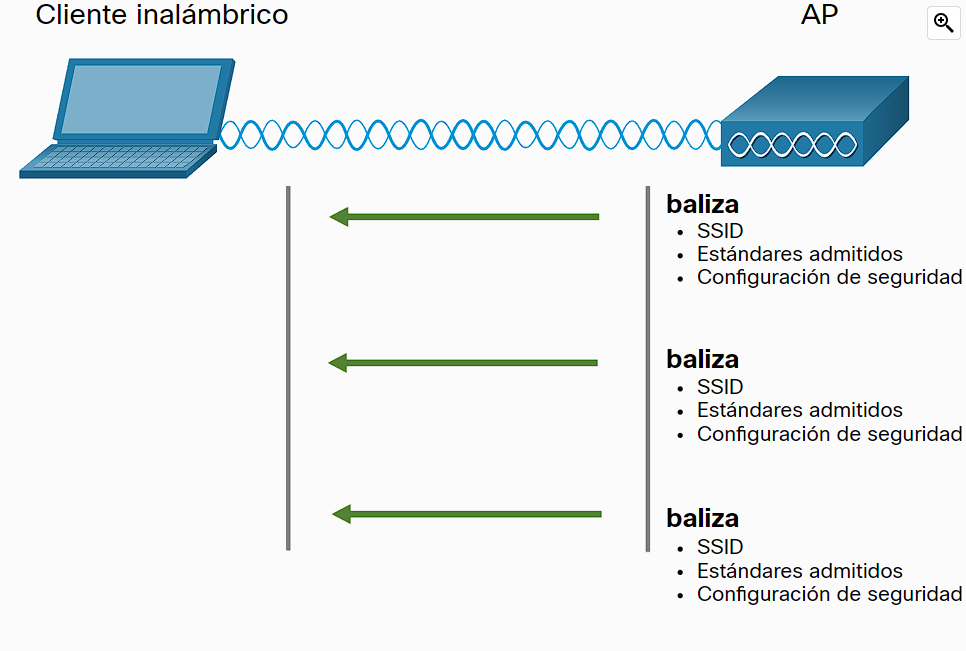 Cliente inalámbrico
AP
baliza
SSID
Estándares admitidos
Configuración de seguridad
baliza
SSID
Estándares admitidos
Configuración de seguridad
baliza
SSID
Estándares admitidos
Configuración de seguridad